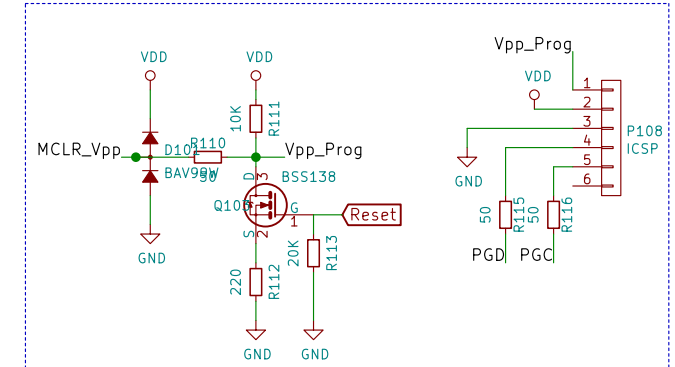 Vpp_Prog
VDD
VDD
VDD
1
2
10K
R111
3
P108
MCLR_Vpp
D101
R110
Vpp_Prog
4
ICSP
BAV99W
50
D
3
BSS138
5
GND
6
Q103
G
Reset
1
50
R115
50
R116
S
2
20K
R113
GND
PGD
PGC
220
R112
GND
GND